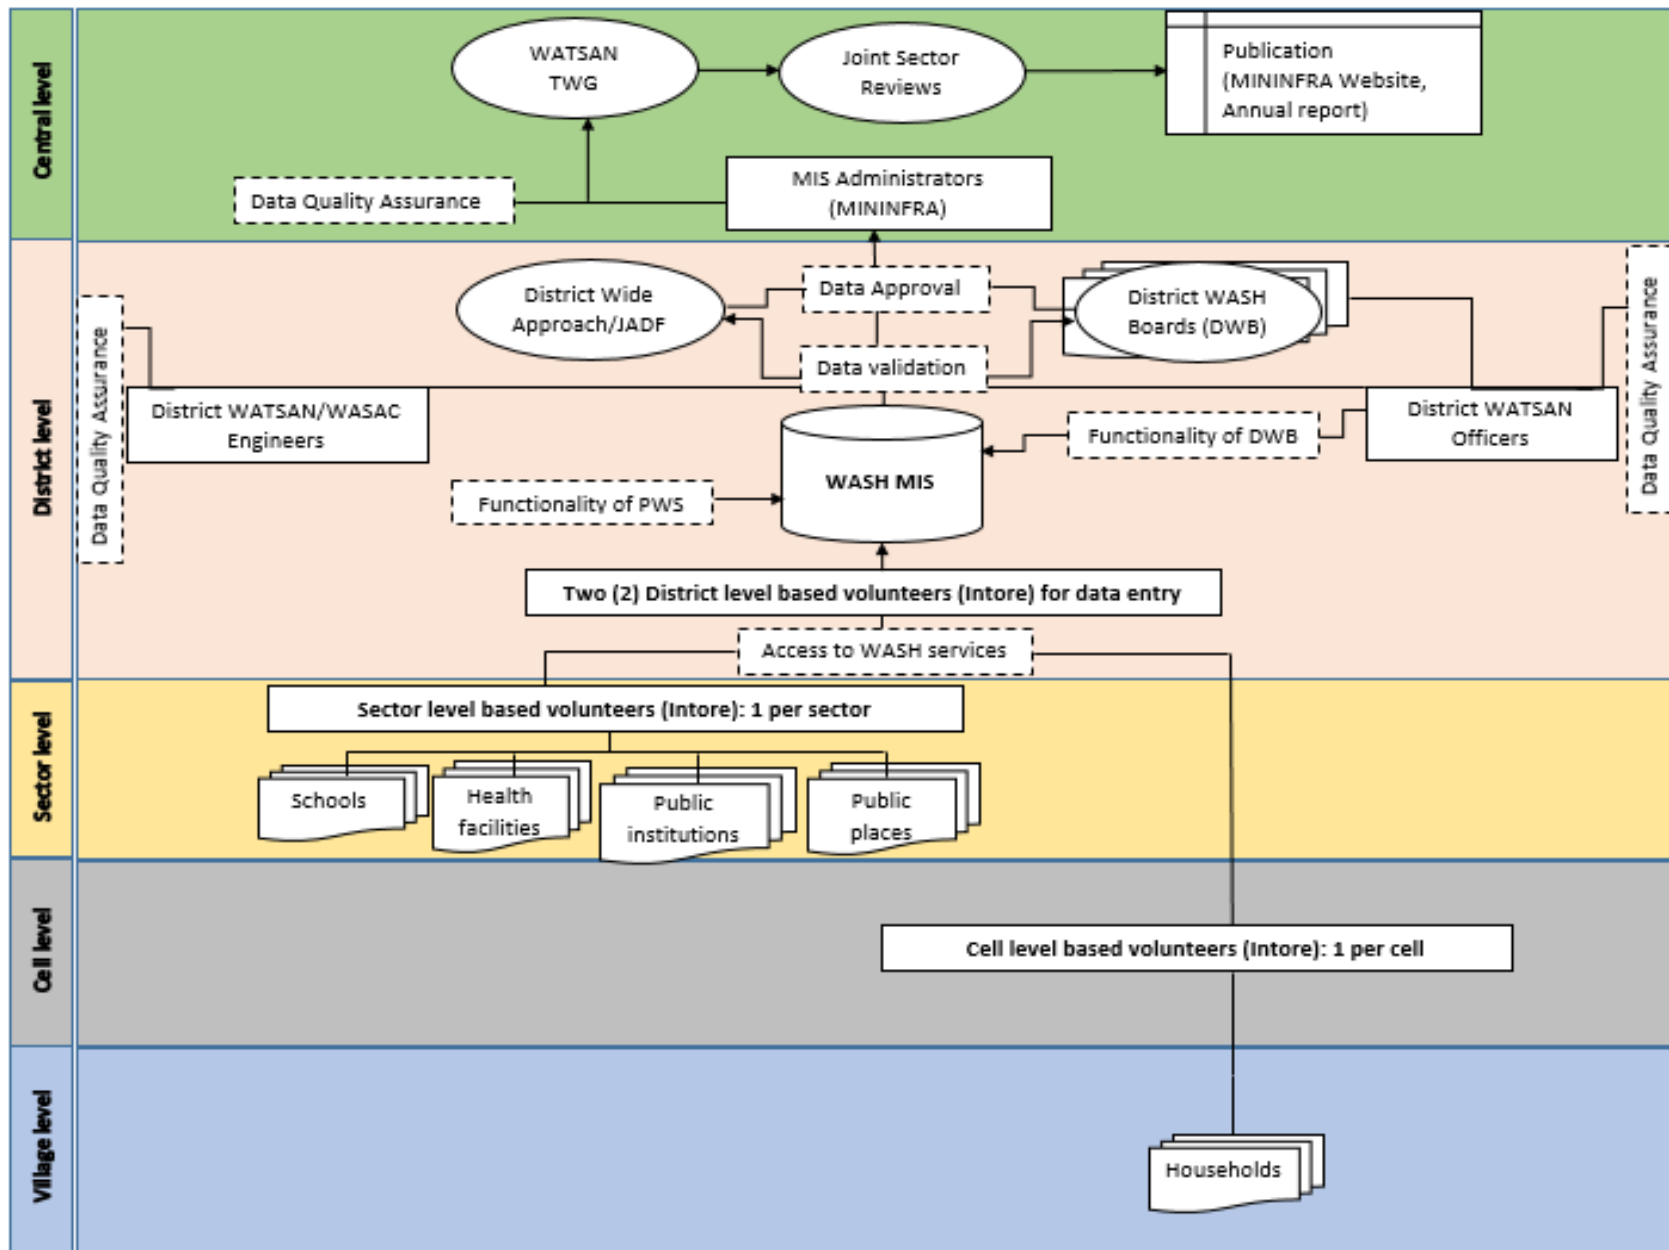 Central level
WATSAN
TWG
Joint Sector
Reviews
Publication
(MININFRA Website,
Annual report)
Data Quality Assurance
MIS Administrators
(MININFRA)
District level
Data Quality Assurance
District Wide
Approach/JADF
Data Approval
District WASH
Boards (DWB)
Data Quality Assurance
Data validation
District WATSAN/WASAC
Engineers
District WATSAN
Officers
Functionality of DWB
WASH MIS
Functionality of PWS
Two (2) District level based volunteers (Intore) for data entry
Access to WASH services
Sector level
Sector level based volunteers (Intore): 1 per sector
Schools
Health
facilities
Public
institutions
Public
places
Cell level
Cell level based volunteers (Intore): 1 per cell
Village level
Households